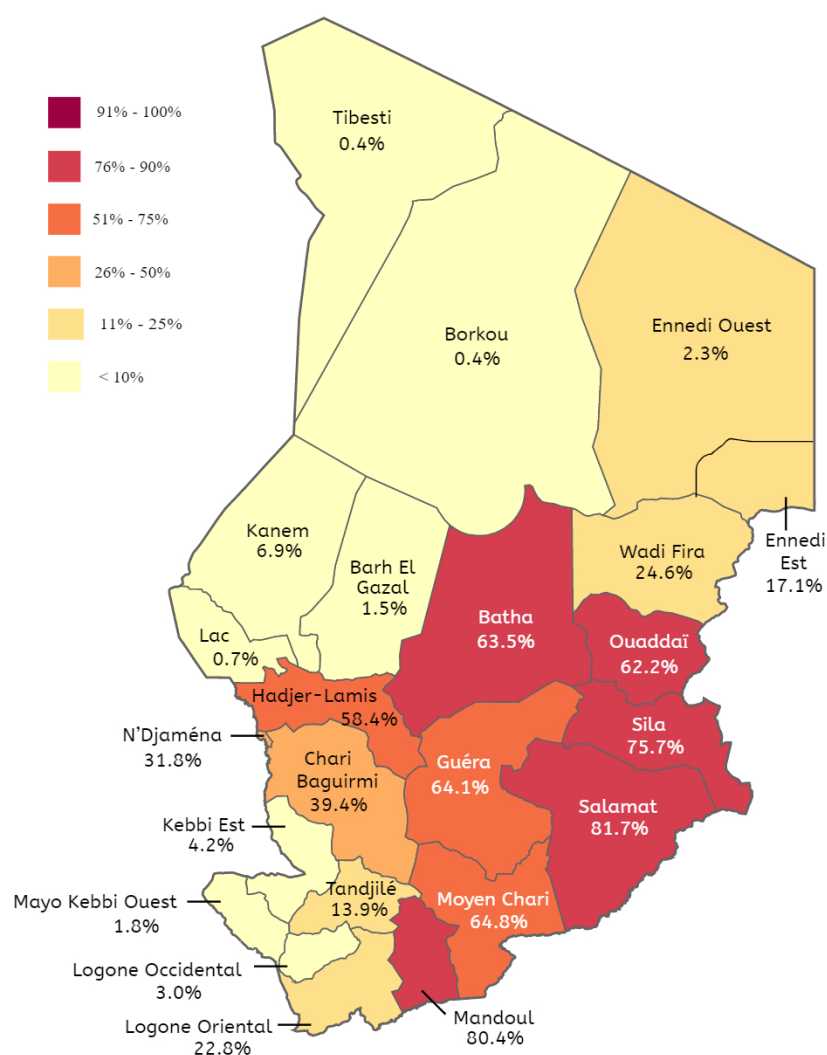 91% - 100%
76% - 90%
51% - 75%
26% - 50%
11% - 25%
< 10%
Tibesti
0.4%
Borkou
0.4%
Ennedi Ouest
2.3%
Kanem
6.9%
Barh El
Gazal
1.5%
Wadi Fira
24.6%
Ennedi
Est
17.1%
Lac
0.7%
Batha
63.5%
Ouaddaï
62.2%
Hadjer-Lamis
58.4%
N'Djaména
31.8%
Chari
Baguirmi
39.4%
Guéra
64.1%
Sila
75.7%
Salamat
81.7%
Kebbi Est
4.2%
Mayo Kebbi Ouest
1.8%
Tandjilé
13.9%
Moyen Chari
64.8%
Logone Occidental
3.0%
Logone Oriental
22.8%
Mandoul
80.4%